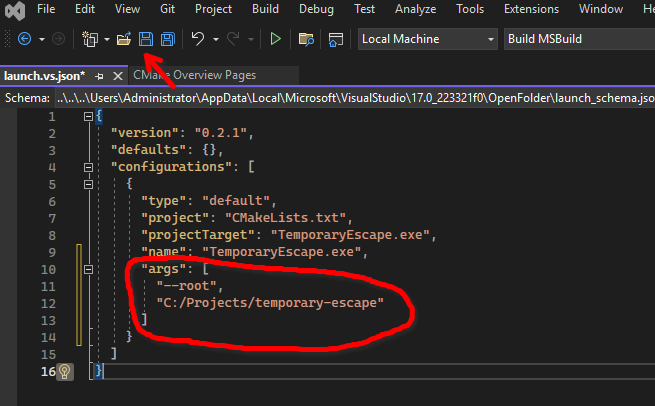 File Edit View Git Project Build Debug Test Analyze Tools Extensions Window
Local Machine Build MSBuild
launch.vs.json* CMake Overview Pages
Schema: ..\..\..\Users\Administrator\AppData\Local\Microsoft\VisualStudio\17.0_223321f0\OpenFolder\launch_schema.jso
1 {
2 "version": "0.2.1",
3 "defaults": {},
4 "configurations": [
5 {
6 "type": "default",
7 "project": "CMakeLists.txt",
8 "projectTarget": "TemporaryEscape.exe",
9 "name": "TemporaryEscape.exe",
10 "args": [
11 "--root",
12 "C:/Projects/temporary-escape"
13 ]
14 }
15 ]
16 }